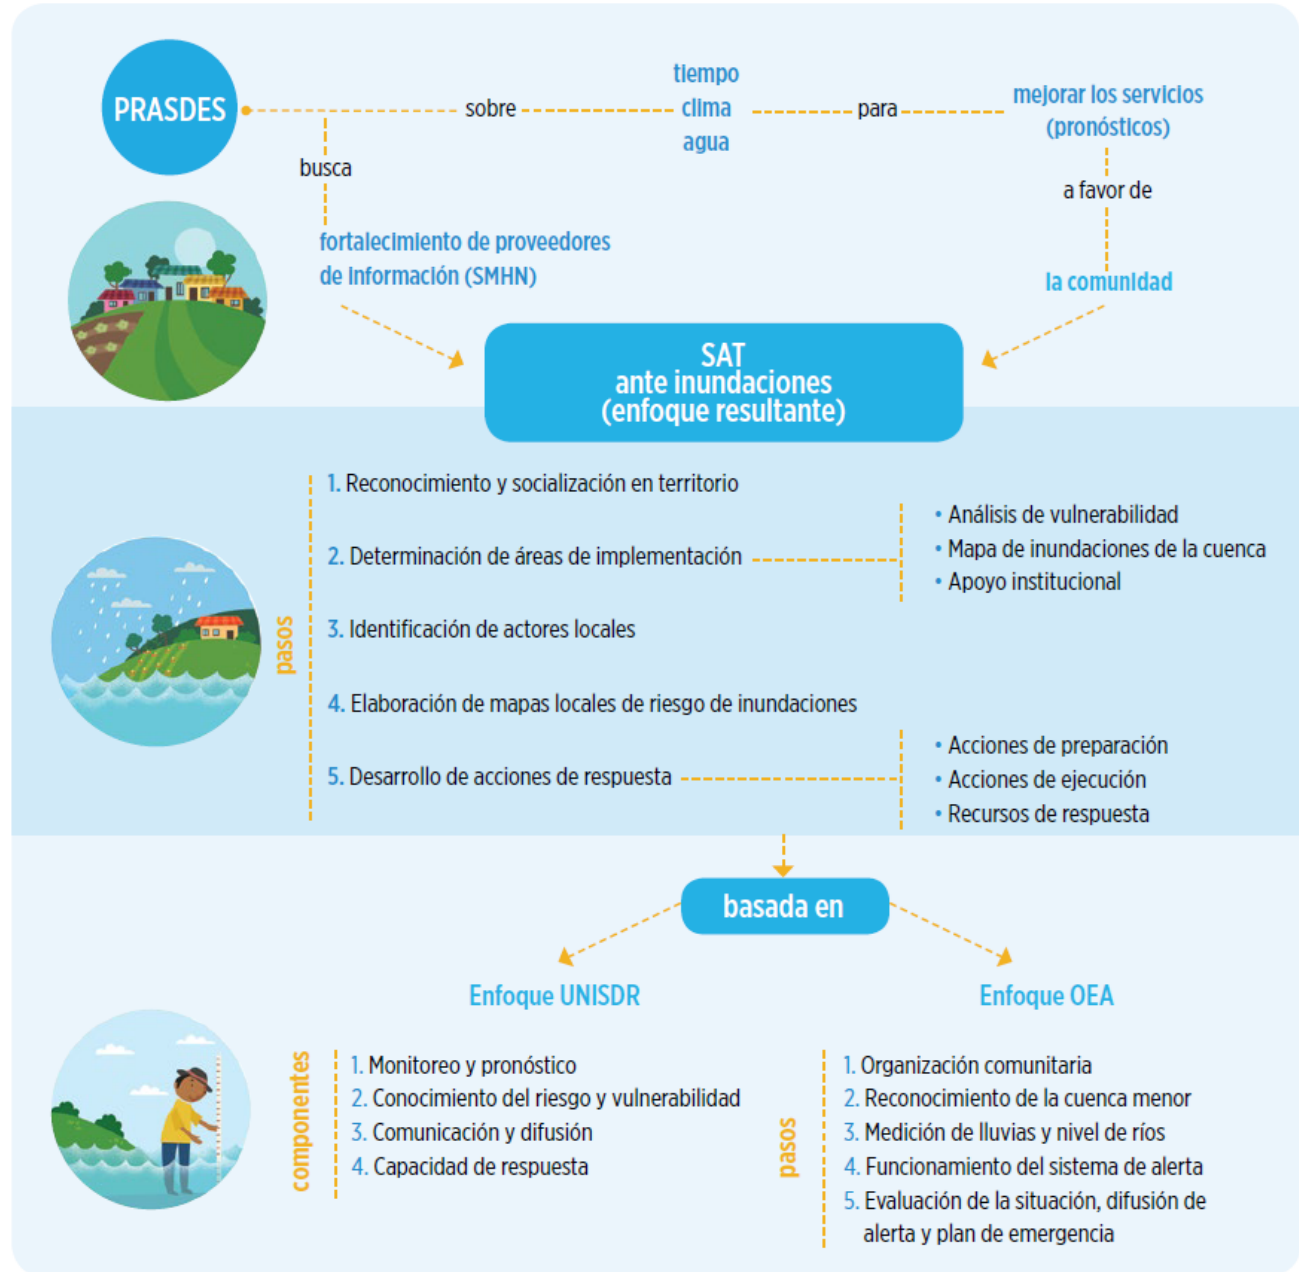 PRASDES
sobre
tiempo
clima
agua
para
mejorar los servicios
(pronósticos)
busca
a favor de
fortalecimiento de proveedores
de información (SMHN)
la comunidad
SAT
ante inundaciones
(enfoque resultante)
pasos
1. Reconocimiento y socialización en territorio
2. Determinación de áreas de implementación
• Análisis de vulnerabilidad
• Mapa de inundaciones de la cuenca
• Apoyo institucional
3. Identificación de actores locales
4. Elaboración de mapas locales de riesgo de inundaciones
5. Desarrollo de acciones de respuesta
• Acciones de preparación
• Acciones de ejecución
• Recursos de respuesta
basada en
Enfoque UNISDR
componentes
1. Monitoreo y pronóstico
2. Conocimiento del riesgo y vulnerabilidad
3. Comunicación y difusión
4. Capacidad de respuesta
Enfoque OEA
pasos
1. Organización comunitaria
2. Reconocimiento de la cuenca menor
3. Medición de lluvias y nivel de ríos
4. Funcionamiento del sistema de alerta
5. Evaluación de la situación, difusión de
alerta y plan de emergencia